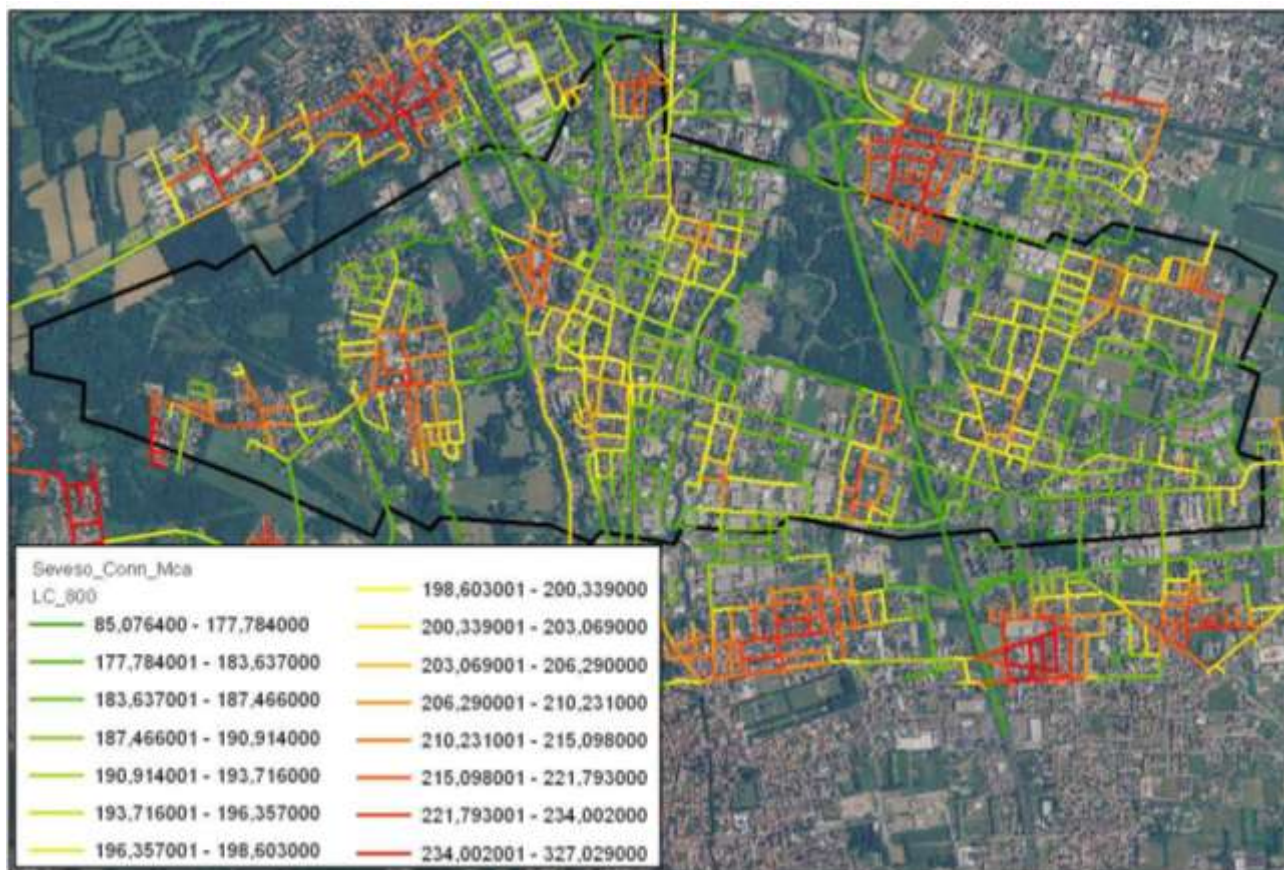 Seveso_Conn_Mca
LC_800
85,076400 - 177,784000
177,784001 - 183,637000
183,637001 - 187,466000
187,466001 - 190,914000
190,914001 - 193,716000
193,716001 - 196,357000
196,357001 - 198,603000
198,603001 - 200,339000
200,339001 - 203,069000
203,069001 - 206,290000
206,290001 - 210,231000
210,231001 - 215,098000
215,098001 - 221,793000
221,793001 - 234,002000
234,002001 - 327,029000